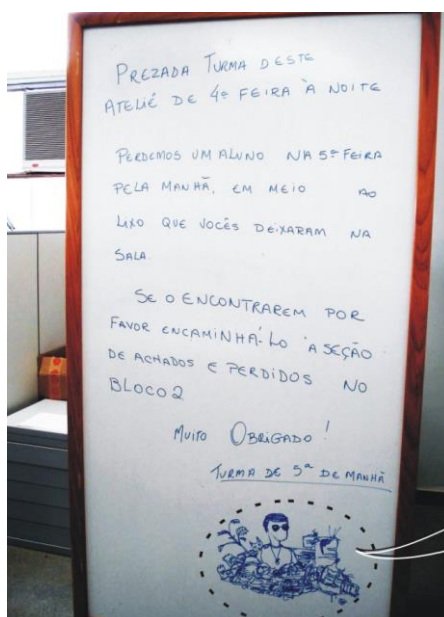 PREZADA TURMA DESTE
ATELIÊ DE 4ª FEIRA À NOITE
PERDEMOS UM ALUNO NA 5ª FEIRA
PELA MANHÃ, EM MEIO AO
LIXO QUE VOCÊS DEIXARAM NA
SALA.
SE O ENCONTRAREM POR
FAVOR ENCAMINHÁ-LO À SEÇÃO
DE ACHADOS E PERDIDOS NO
BLOCO 2
MUITO OBRIGADO!
TURMA DE 5ª DE MANHÃ